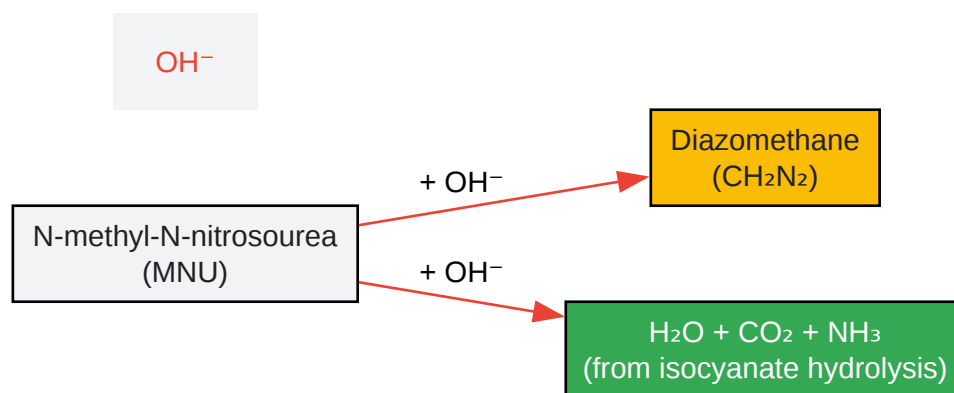 OH⁻
Diazomethane
(CH₂N₂)
+ OH⁻
N-methyl-N-nitrosourea
(MNU)
+ OH⁻
H₂O + CO₂ + NH₃
(from isocyanate hydrolysis)